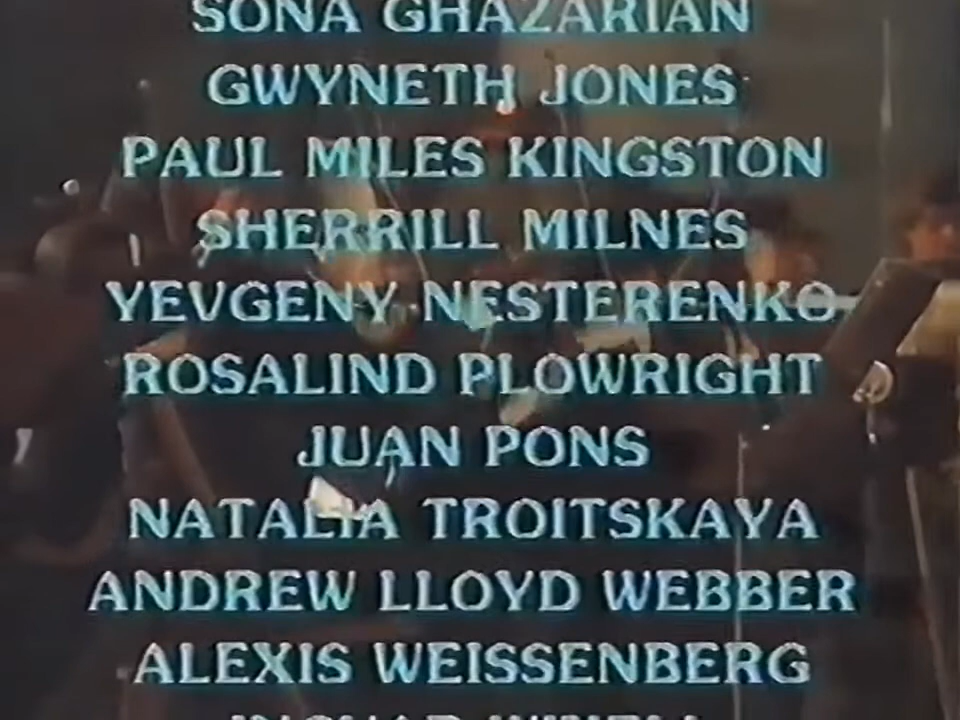 SONA GHAZARIAN
GWYNETH JONES
PAUL MILES KINGSTON
SHERRILL MILNES
YEVGENY NESTERENKO
ROSALIND PLOWRIGHT
JUAN PONS
NATALIA TROITSKAYA
ANDREW LLOYD WEBBER
ALEXIS WEISSENBERG